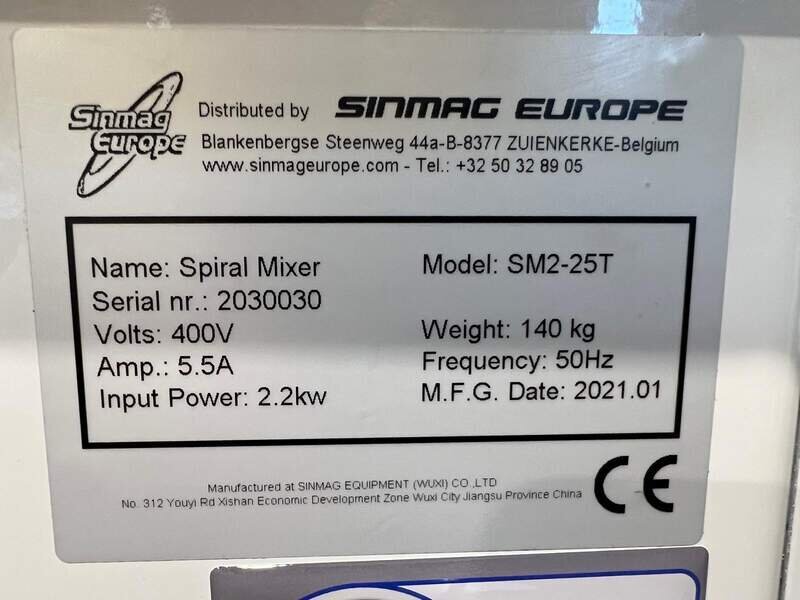 Sinmag
Europe
Distributed by SINMAG EUROPE
Blankenbergse Steenweg 44a-B-8377 ZUIENKERKE-Belgium
www.sinmageurope.com - Tel.: +32 50 32 89 05
Name: Spiral Mixer Model: SM2-25T
Serial nr.: 2030030
Volts: 400V Weight: 140 kg
Amp.: 5.5A Frequency: 50Hz
Input Power: 2.2kw M.F.G. Date: 2021.01
Manufactured at SINMAG EQUIPMENT (WUXI) CO.,LTD
No. 312 Youyi Rd Xishan Economic Development Zone Wuxi City Jiangsu Province China
CE